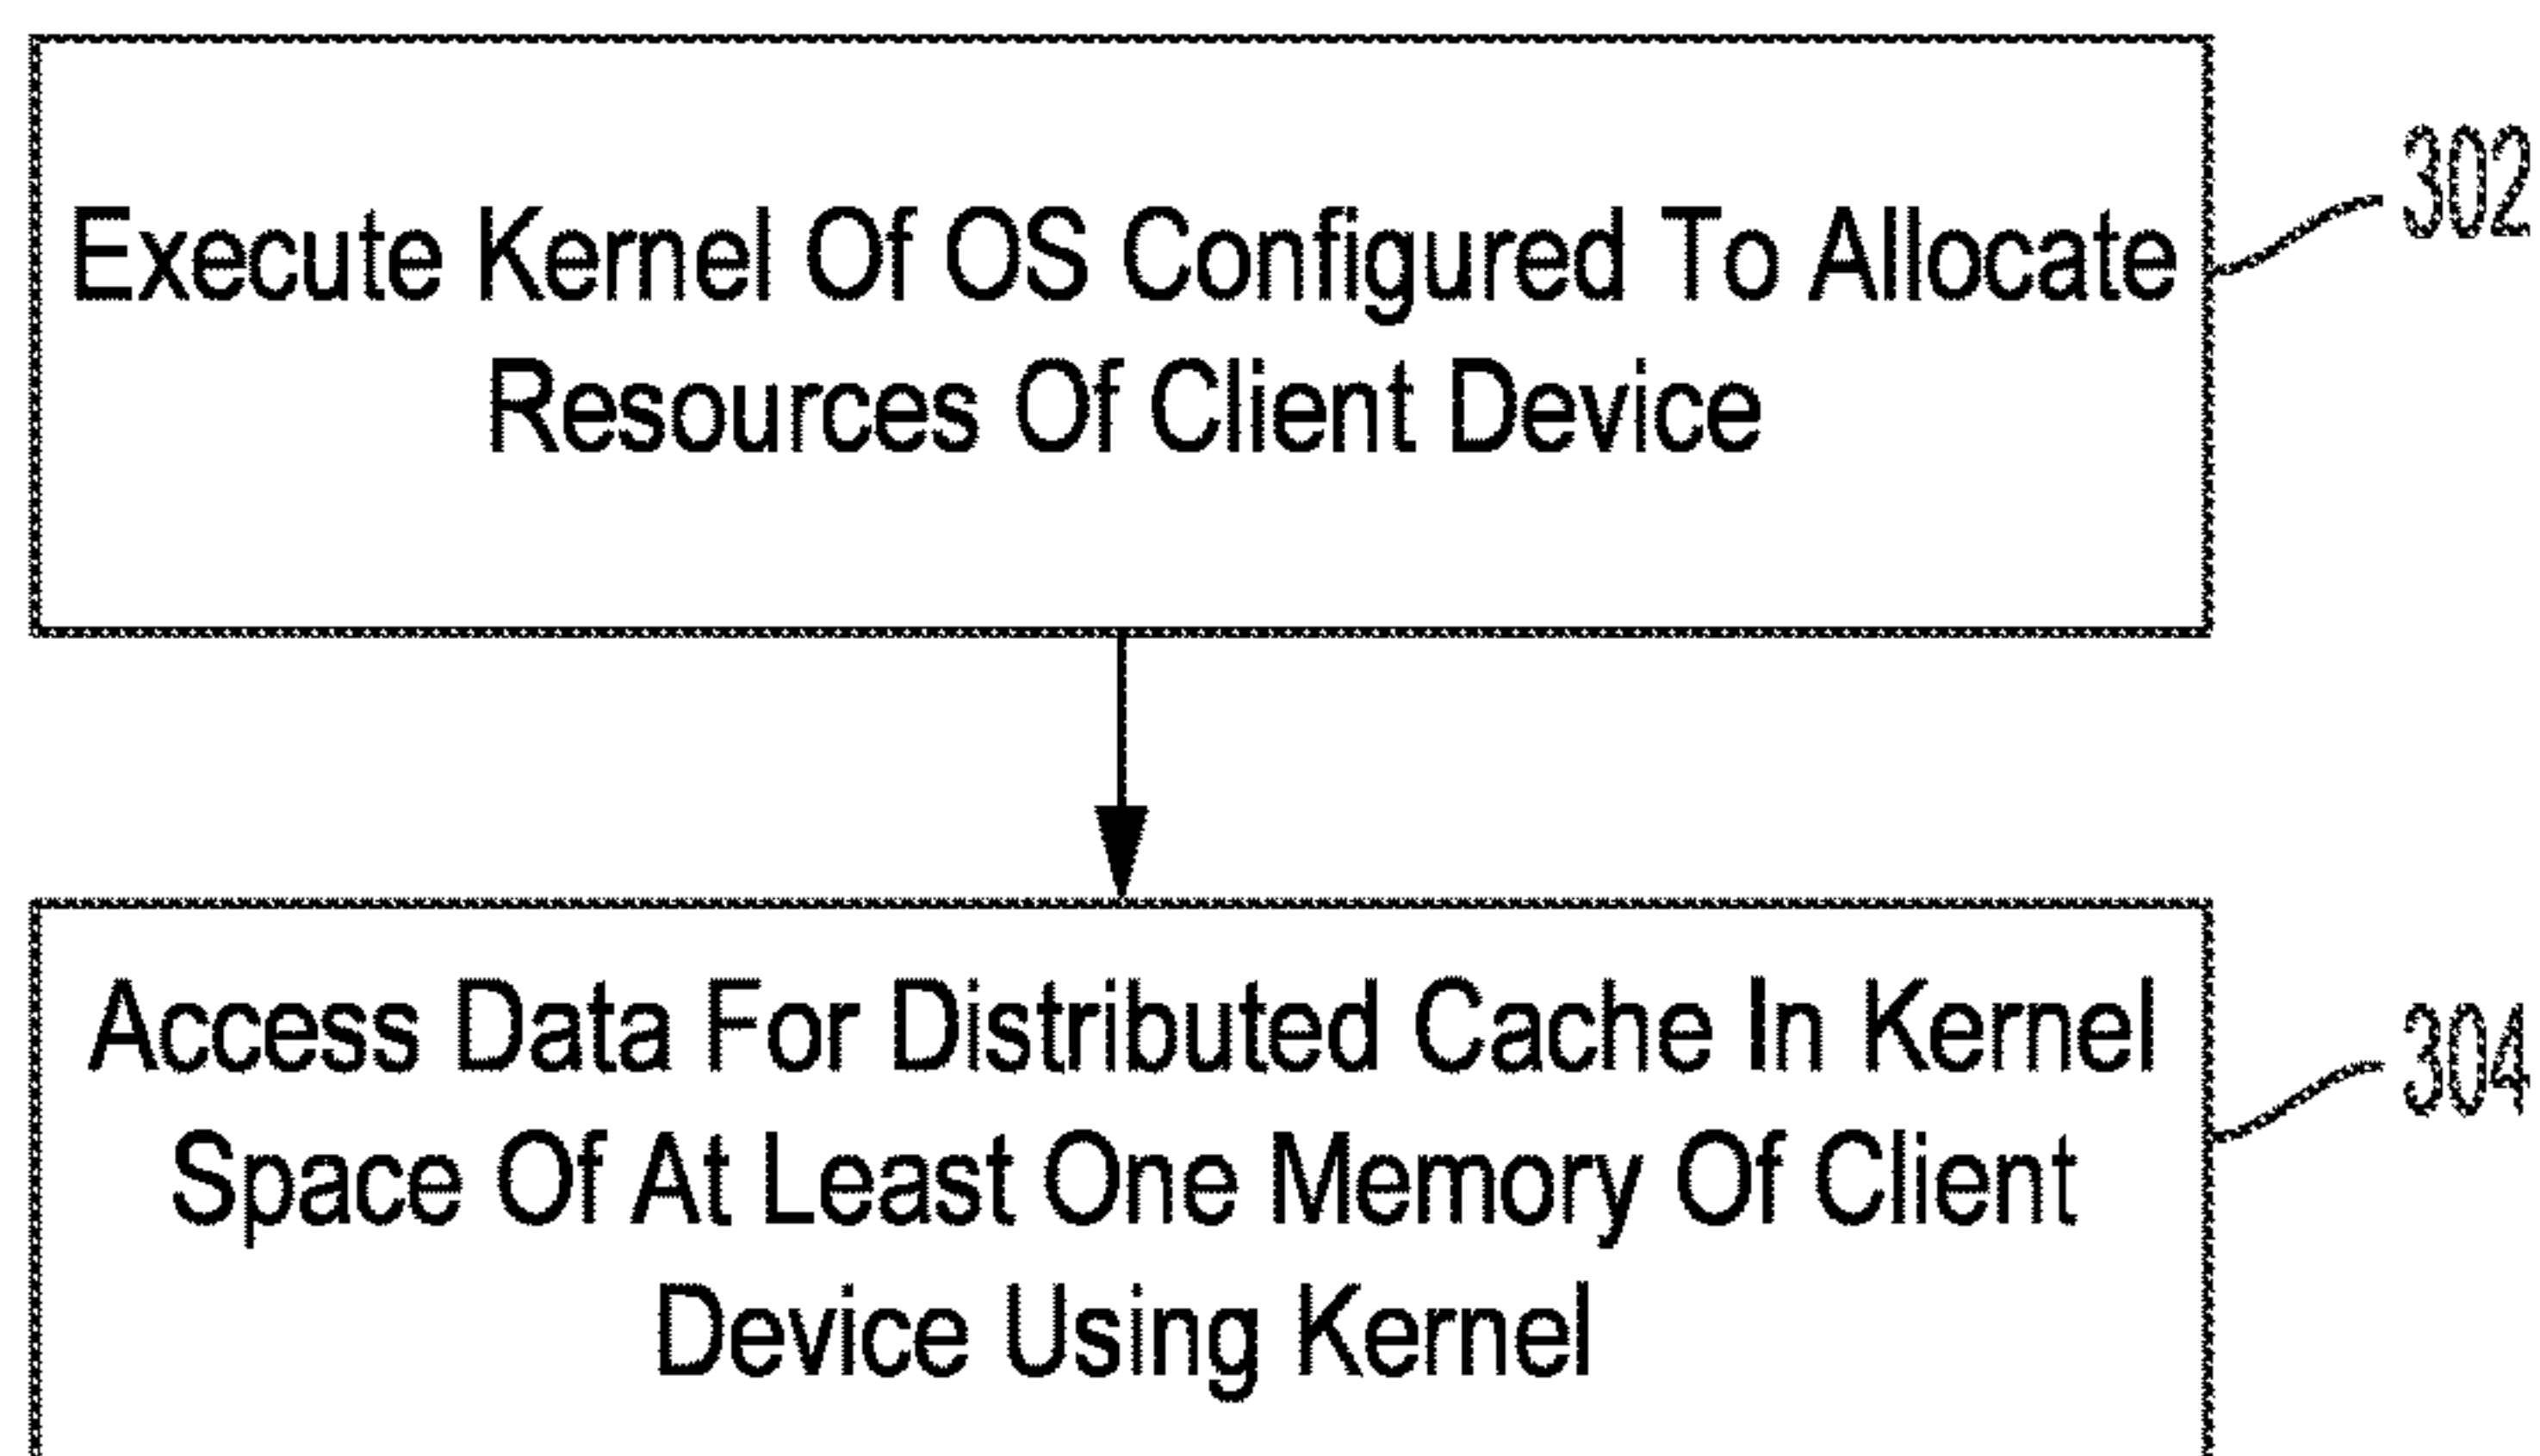 Execute Kernel Of OS Configured To Allocate
Resources Of Client Device
302
Access Data For Distributed Cache In Kernel
Space Of At Least One Memory Of Client
Device Using Kernel
304